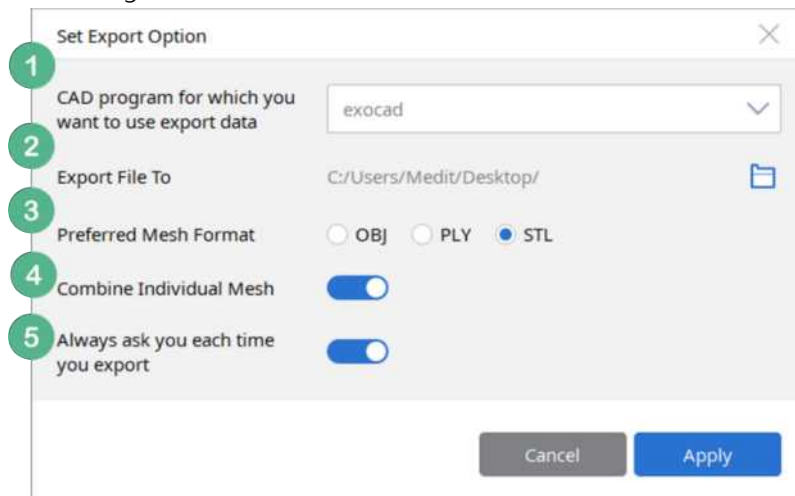 Set Export Option
1
CAD program for which you
want to use export data
exocad
2
Export File To
C:/Users/Medit/Desktop/
3
Preferred Mesh Format
OBJ
PLY
STL
4
Combine Individual Mesh
5
Always ask you each time
you export
Cancel
Apply